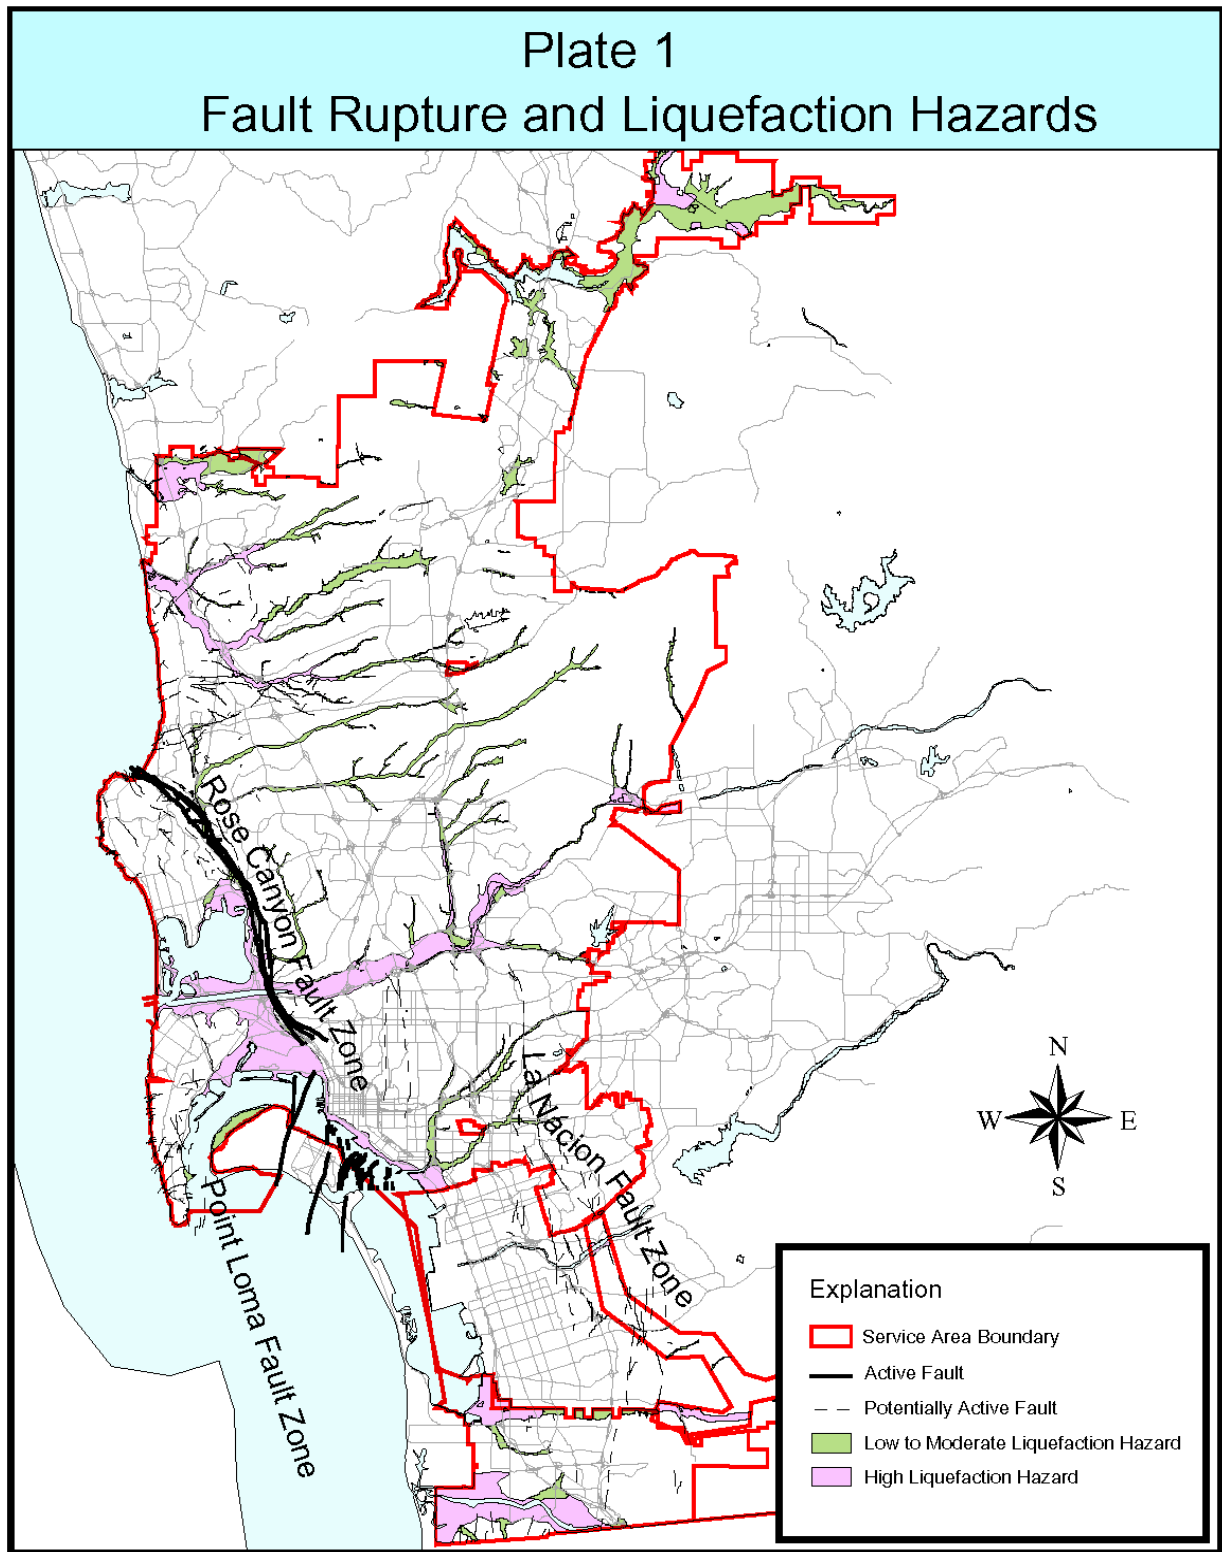 Plate 1
Fault Rupture and Liquefaction Hazards
Rose Canyon Fault Zone
La Nacion Fault Zone
Point Loma Fault Zone
N
W E
S
Explanation
Service Area Boundary
Active Fault
Potentially Active Fault
Low to Moderate Liquefaction Hazard
High Liquefaction Hazard